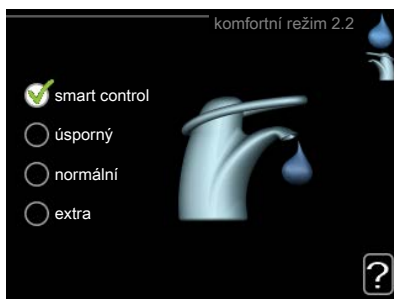 komfortní režim 2.2
smart control
úsporný
normální
extra
?